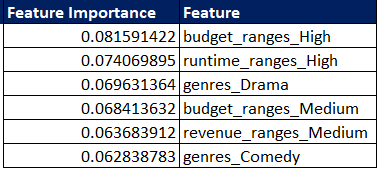 Feature Importance Feature
0.081591422 budget_ranges_High
0.074069895 runtime_ranges_High
0.069631364 genres_Drama
0.068413632 budget_ranges_Medium
0.063683912 revenue_ranges_Medium
0.062838783 genres_Comedy